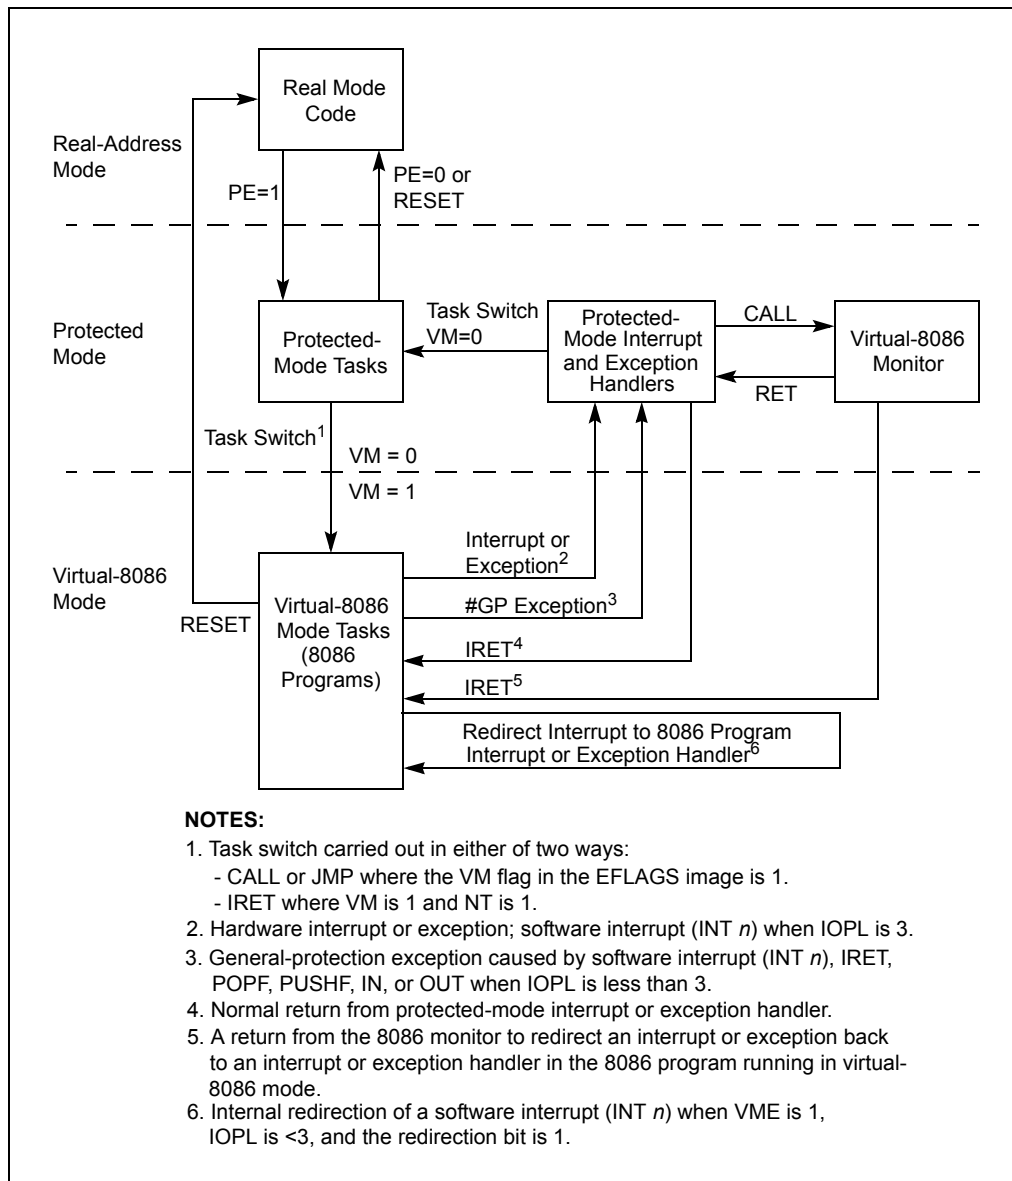 Real Mode
Code
Real-Address
Mode
PE=1
PE=0 or
RESET
Protected
Mode
Protected-
Mode Tasks
Task Switch
VM=0
Protected-
Mode Interrupt
and Exception
Handlers
CALL
RET
Virtual-8086
Monitor
Task Switch1
VM = 0
VM = 1
Virtual-8086
Mode
RESET
Virtual-8086
Mode Tasks
(8086
Programs)
Interrupt or
Exception2
#GP Exception3
IRET4
IRET5
Redirect Interrupt to 8086 Program
Interrupt or Exception Handler6
NOTES:
1. Task switch carried out in either of two ways:
- CALL or JMP where the VM flag in the EFLAGS image is 1.
- IRET where VM is 1 and NT is 1.
2. Hardware interrupt or exception; software interrupt (INT n) when IOPL is 3.
3. General-protection exception caused by software interrupt (INT n), IRET,
POPF, PUSHF, IN, or OUT when IOPL is less than 3.
4. Normal return from protected-mode interrupt or exception handler.
5. A return from the 8086 monitor to redirect an interrupt or exception back
to an interrupt or exception handler in the 8086 program running in virtual-
8086 mode.
6. Internal redirection of a software interrupt (INT n) when VME is 1,
IOPL is <3, and the redirection bit is 1.